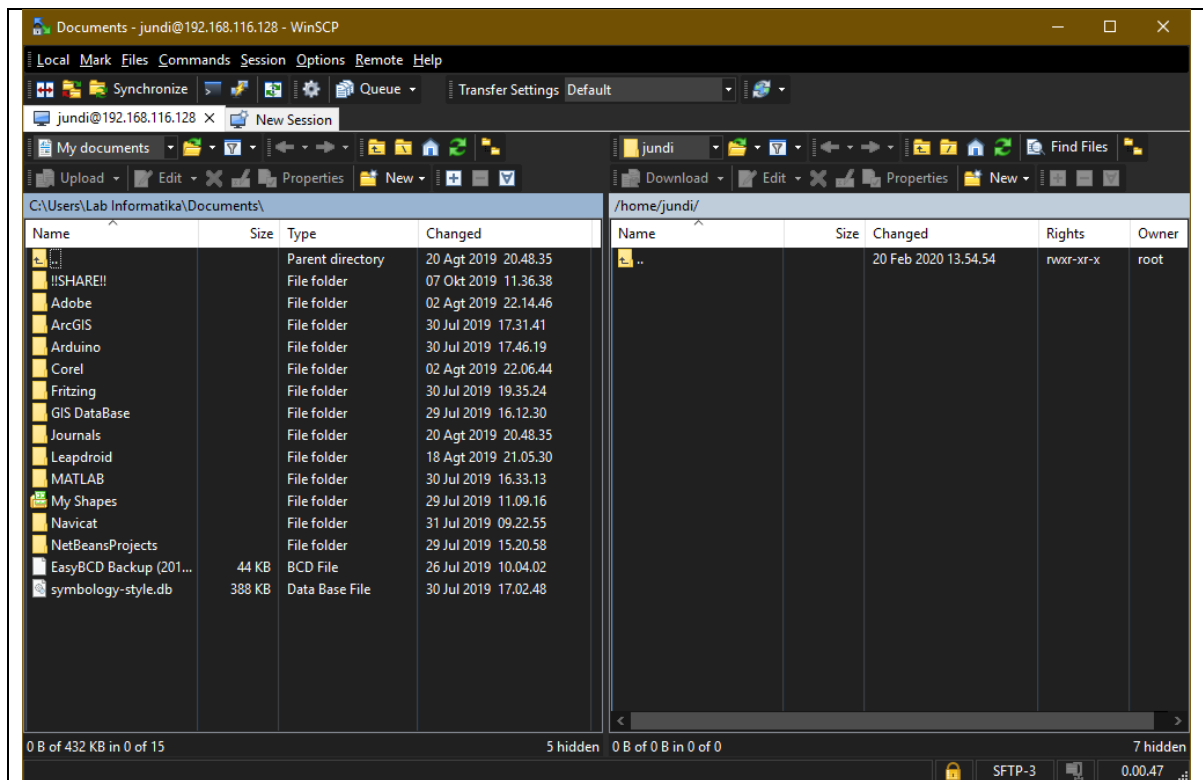 Documents - jundi@192.168.116.128 - WinSCP
Local Mark Files Commands Session Options Remote Help
Synchronize Queue Transfer Settings Default
jundi@192.168.116.128 New Session
My documents
Upload Edit Properties New
C:\Users\Lab Informatika\Documents\
Name Size Type Changed
.. Parent directory 20 Agt 2019 20.48.35
!!SHARE!! File folder 07 Okt 2019 11.36.38
Adobe File folder 02 Agt 2019 22.14.46
ArcGIS File folder 30 Jul 2019 17.31.41
Arduino File folder 30 Jul 2019 17.46.19
Corel File folder 02 Agt 2019 22.06.44
Fritzing File folder 30 Jul 2019 19.35.24
GIS DataBase File folder 29 Jul 2019 16.12.30
Journals File folder 20 Agt 2019 20.48.35
Leapdroid File folder 18 Agt 2019 21.05.30
MATLAB File folder 30 Jul 2019 16.33.13
My Shapes File folder 29 Jul 2019 11.09.16
Navicat File folder 31 Jul 2019 09.22.55
NetBeansProjects File folder 29 Jul 2019 15.20.58
EasyBCD Backup (201... 44 KB BCD File 26 Jul 2019 10.04.02
symbology-style.db 388 KB Data Base File 30 Jul 2019 17.02.48
0 B of 432 KB in 0 of 15 5 hidden
jundi Find Files
Download Edit Properties New
/home/jundi/
Name Size Changed Rights Owner
.. 20 Feb 2020 13.54.54 rwxr-xr-x root
0 B of 0 B in 0 of 0 7 hidden
SFTP-3 0.00.47